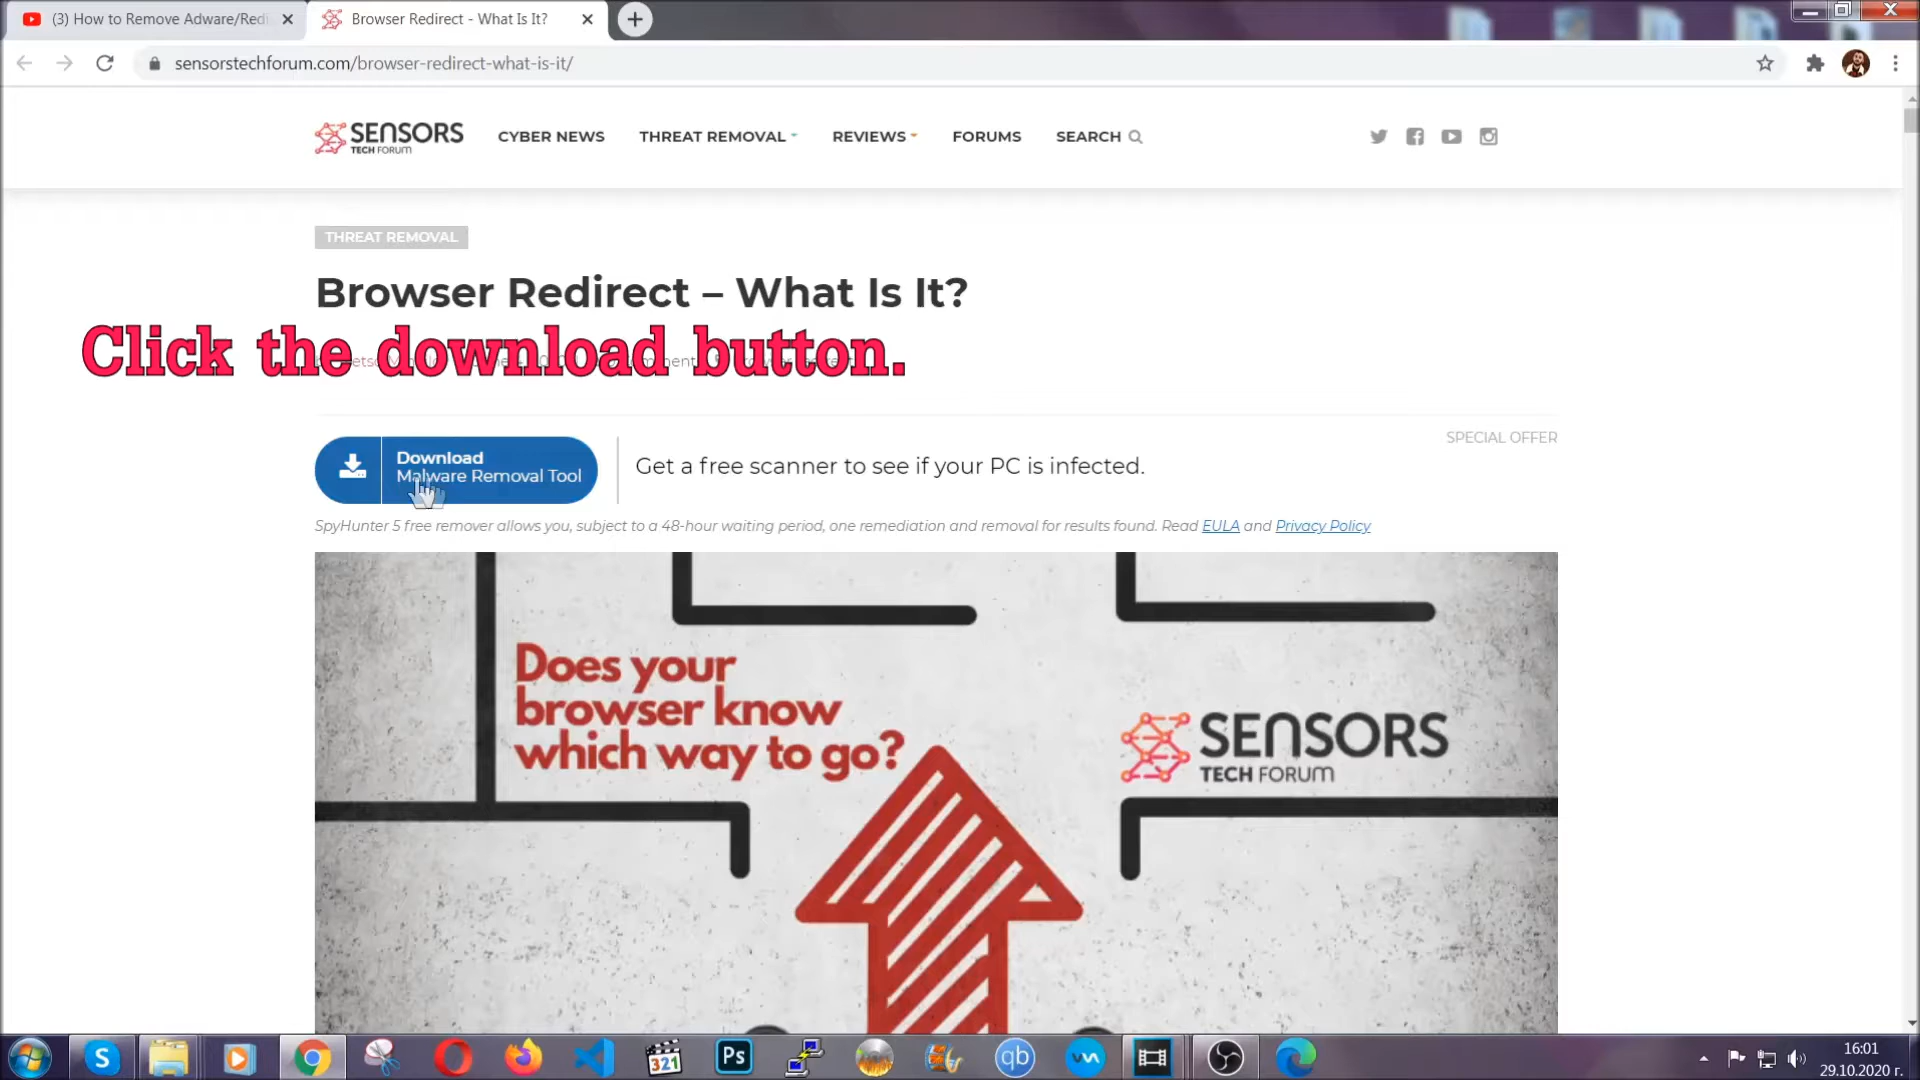 (3) How to Remove Adware/Redi
Browser Redirect - What Is It?
sensorstechforum.com/browser-redirect-what-is-it/
SENSORS
TECH FORUM
CYBER NEWS
THREAT REMOVAL
REVIEWS
FORUMS
SEARCH
THREAT REMOVAL
Browser Redirect – What Is It?
Click the download button.
SPECIAL OFFER
Download
Malware Removal Tool
Get a free scanner to see if your PC is infected.
SpyHunter 5 free remover allows you, subject to a 48-hour waiting period, one remediation and removal for results found. Read EULA and Privacy Policy
Does your
browser know
which way to go?
SENSORS
TECH FORUM
S
321
Ps
qb
16:01
29.10.2020 г.